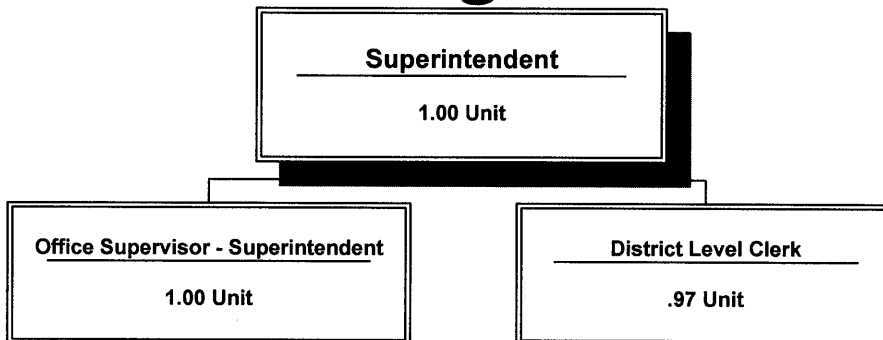 Superintendent
1.00 Unit
Office Supervisor - Superintendent
1.00 Unit
District Level Clerk
.97 Unit